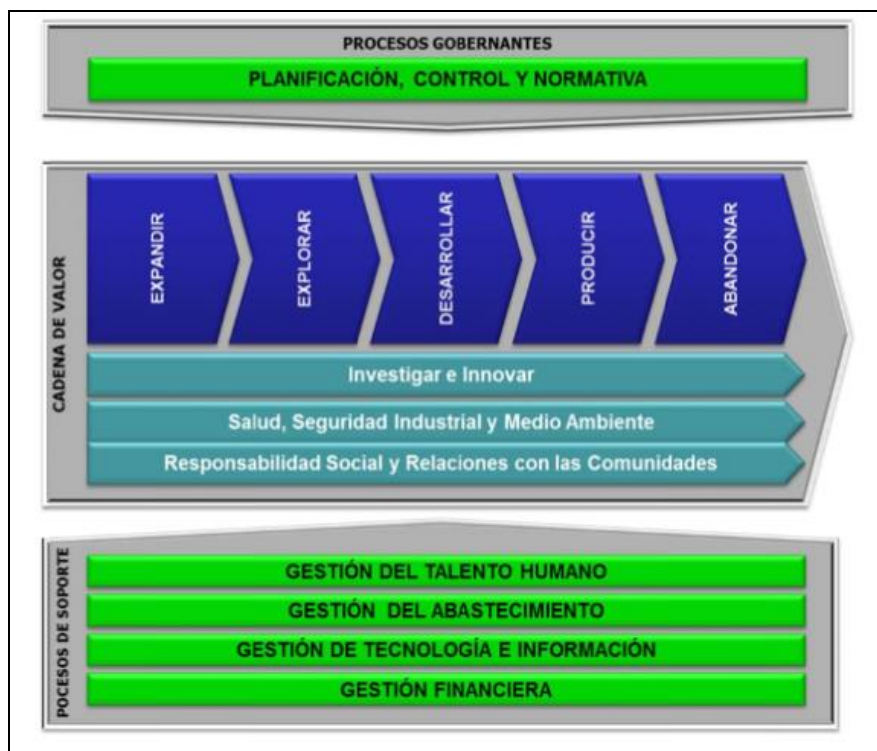 PROCESOS GOBERNANTES
PLANIFICACIÓN, CONTROL Y NORMATIVA
CADENA DE VALOR
EXPANDIR
EXPLORAR
DESARROLLAR
PRODUCIR
ABANDONAR
Investigar e Innovar
Salud, Seguridad Industrial y Medio Ambiente
Responsabilidad Social y Relaciones con las Comunidades
POCESOS DE SOPORTE
GESTIÓN DEL TALENTO HUMANO
GESTIÓN DEL ABASTECIMIENTO
GESTIÓN DE TECNOLOGÍA E INFORMACIÓN
GESTIÓN FINANCIERA